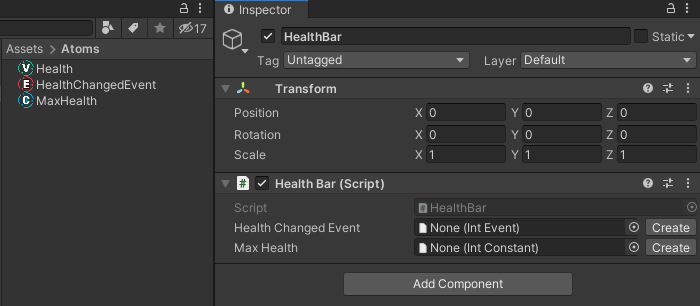 17
Assets > Atoms
V Health
E HealthChangedEvent
C MaxHealth
Inspector
HealthBar
Static
Tag Untagged Layer Default
Transform
Position X 0 Y 0 Z 0
Rotation X 0 Y 0 Z 0
Scale X 1 Y 1 Z 1
# Health Bar (Script)
Script # HealthBar
Health Changed Event None (Int Event) Create
Max Health None (Int Constant) Create
Add Component